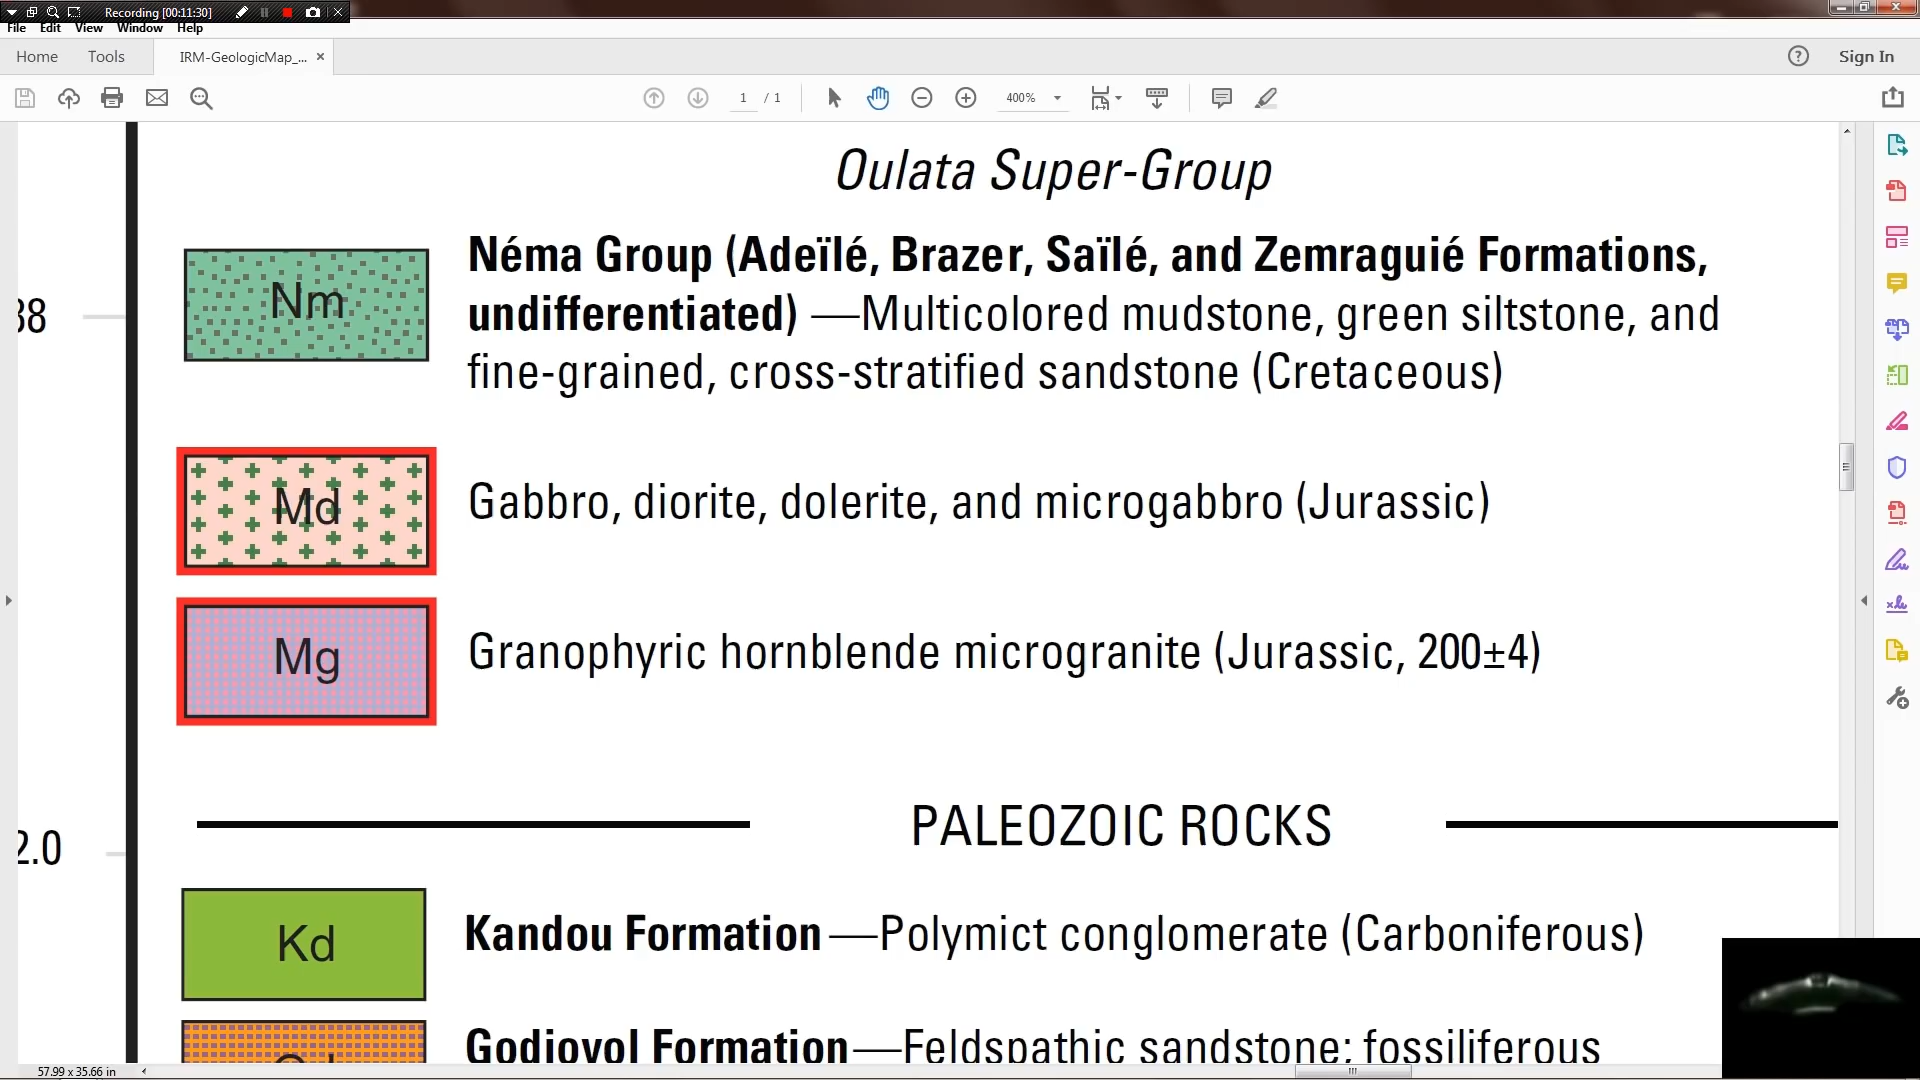 Recording [00:11:30]
File Edit View Window Help
Home Tools IRM-GeologicMap_... × Sign In
1 / 1 400%
Oulata Super-Group
Nm
Néma Group (Adeïlé, Brazer, Saïlé, and Zemraguié Formations,
undifferentiated) —Multicolored mudstone, green siltstone, and
fine-grained, cross-stratified sandstone (Cretaceous)
Md
Gabbro, diorite, dolerite, and microgabbro (Jurassic)
Mg
Granophyric hornblende microgranite (Jurassic, 200±4)
PALEOZOIC ROCKS
2.0
Kd
Kandou Formation—Polymict conglomerate (Carboniferous)
Godiovol Formation—Feldspathic sandstone; fossiliferous
57.99 x 35.66 in